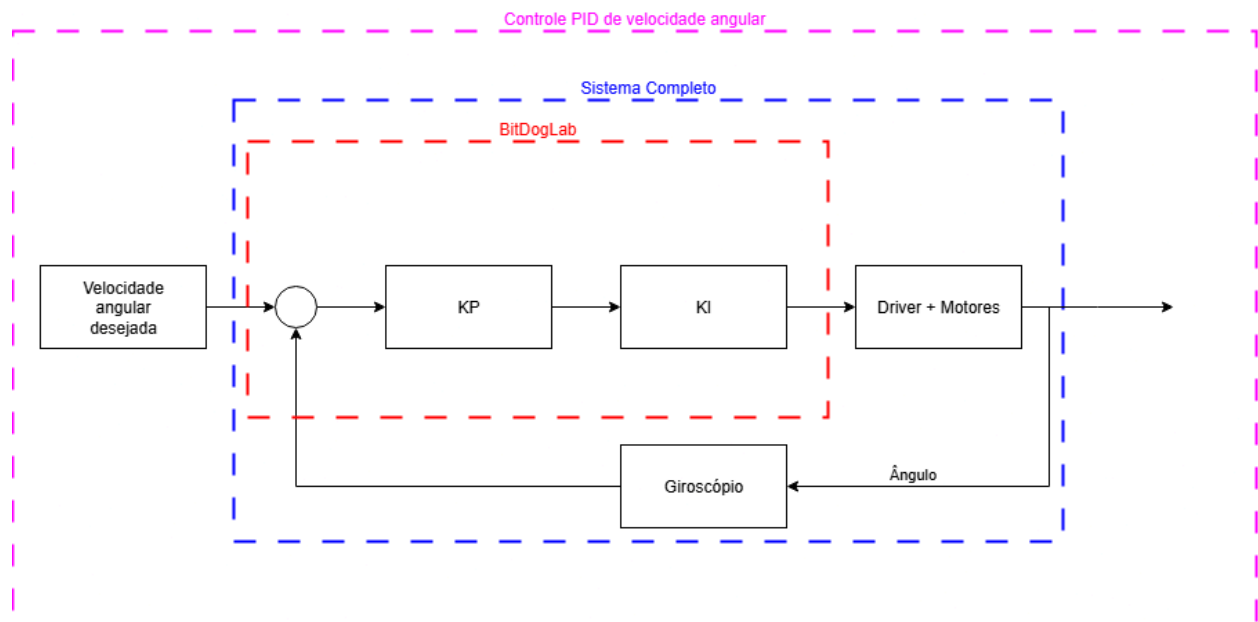 Controle PID de velocidade angular
Sistema Completo
BitDogLab
Velocidade
angular
desejada
KP
KI
Driver + Motores
Giroscópio
Ângulo